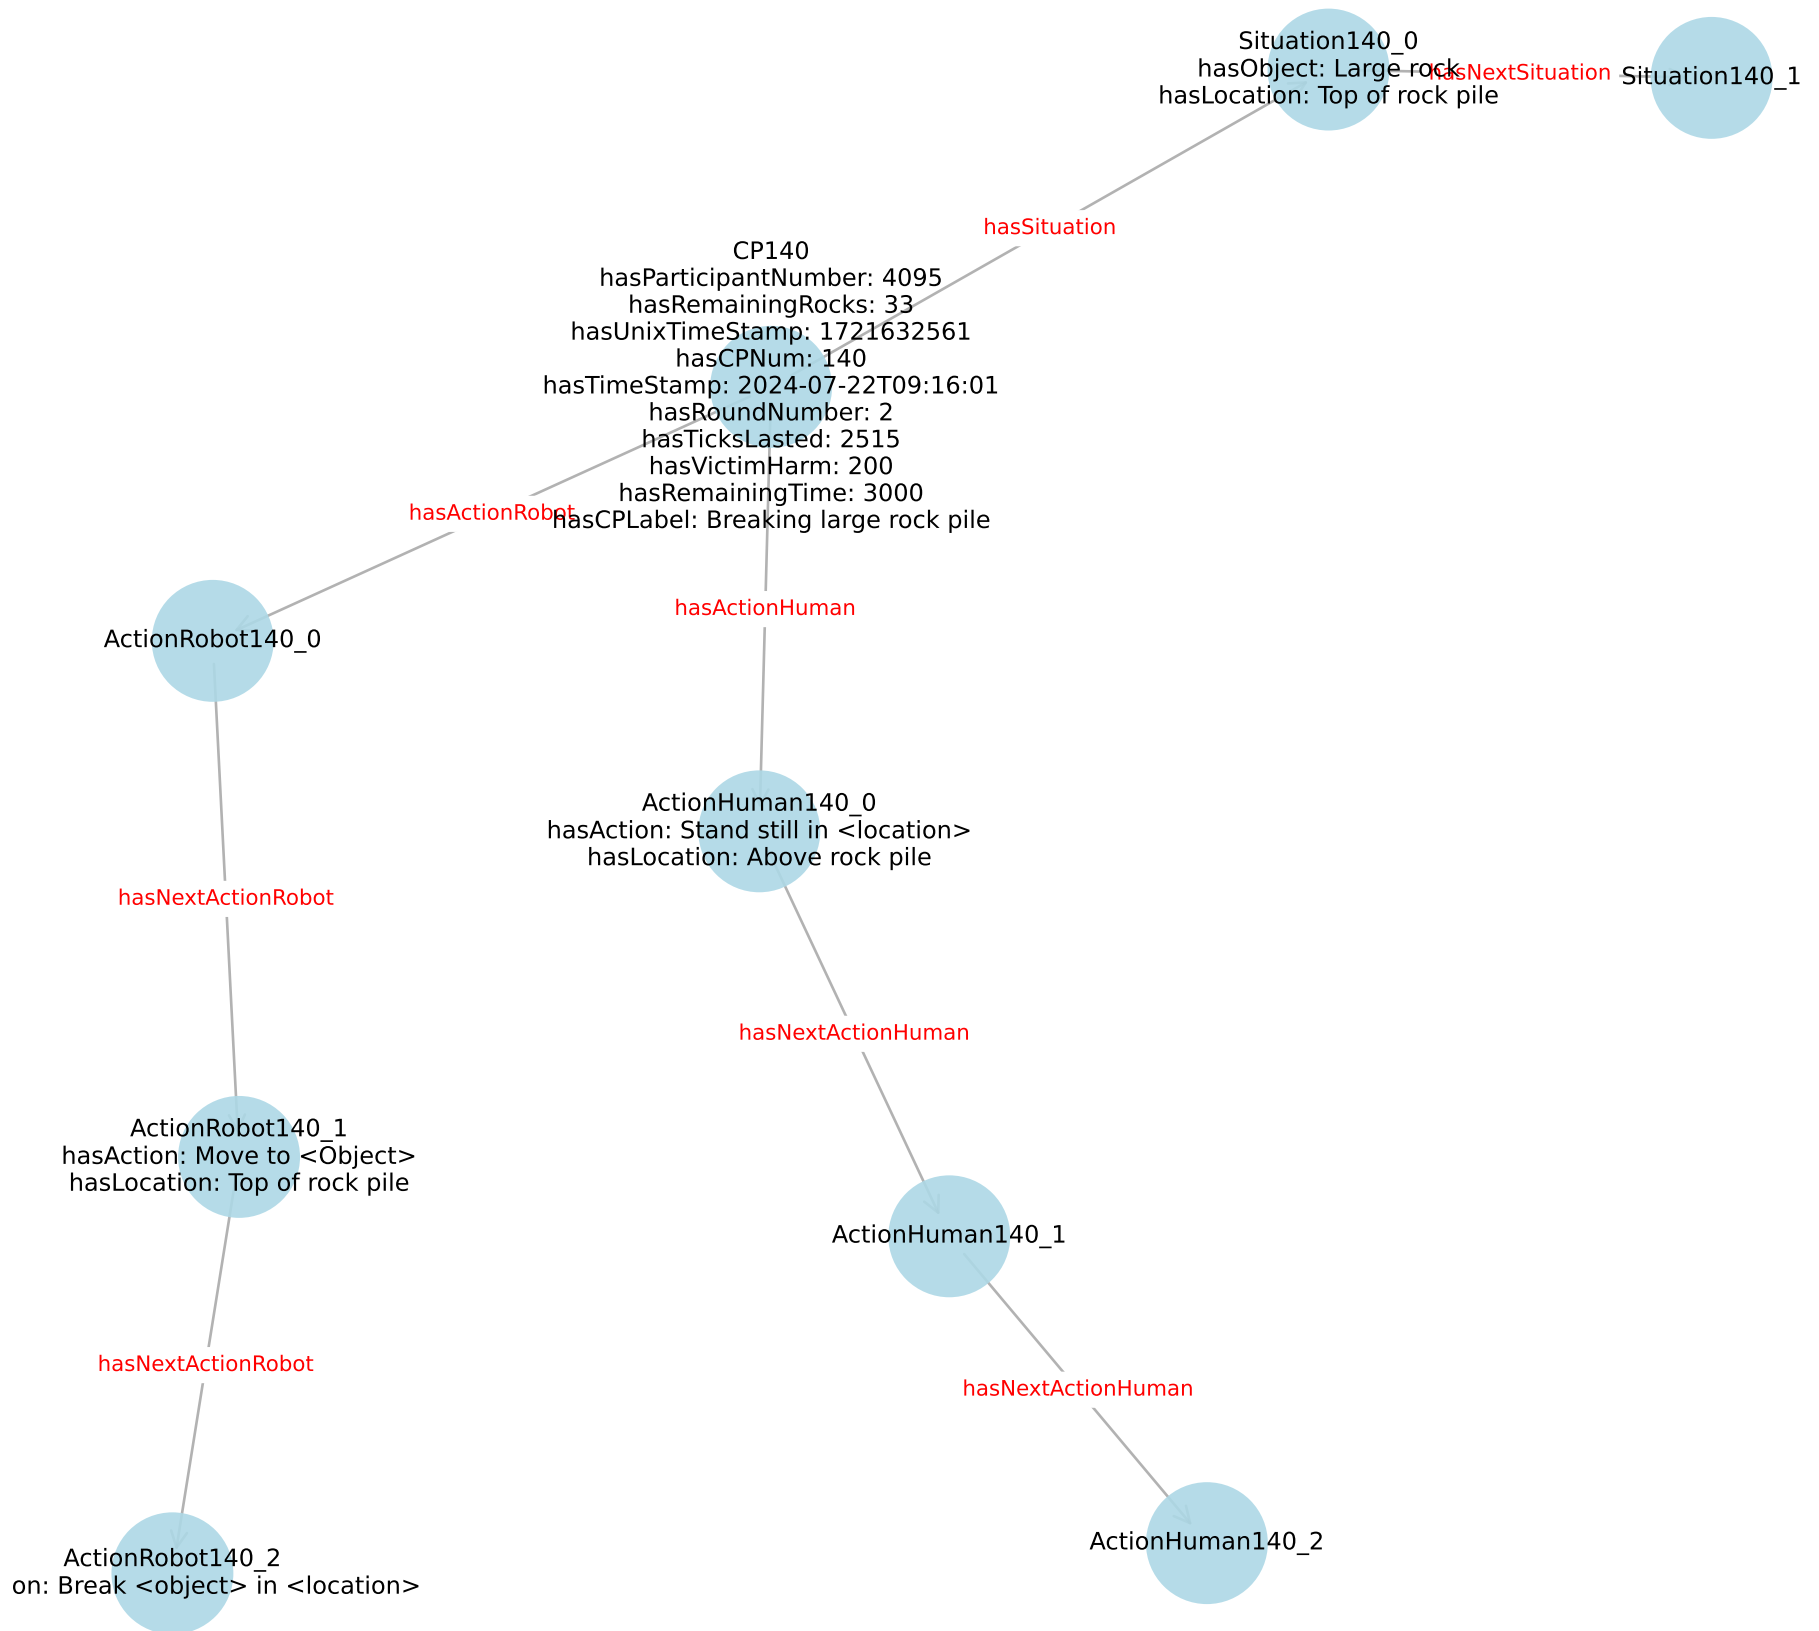 Situation140_0
hasObject: Large rock
hasLocation: Top of rock pile
hasNextSituation
Situation140_1
hasSituation
CP140
hasParticipantNumber: 4095
hasRemainingRocks: 33
hasUnixTimeStamp: 1721632561
hasCPNum: 140
hasTimeStamp: 2024-07-22T09:16:01
hasRoundNumber: 2
hasTicksLasted: 2515
hasVictimHarm: 200
hasRemainingTime: 3000
hasCPLabel: Breaking large rock pile
hasActionRobot
hasActionHuman
ActionRobot140_0
ActionHuman140_0
hasAction: Stand still in <location>
hasLocation: Above rock pile
hasNextActionRobot
hasNextActionHuman
ActionRobot140_1
hasAction: Move to <Object>
hasLocation: Top of rock pile
ActionHuman140_1
hasNextActionRobot
hasNextActionHuman
ActionHuman140_2
ActionRobot140_2
on: Break <object> in <location>